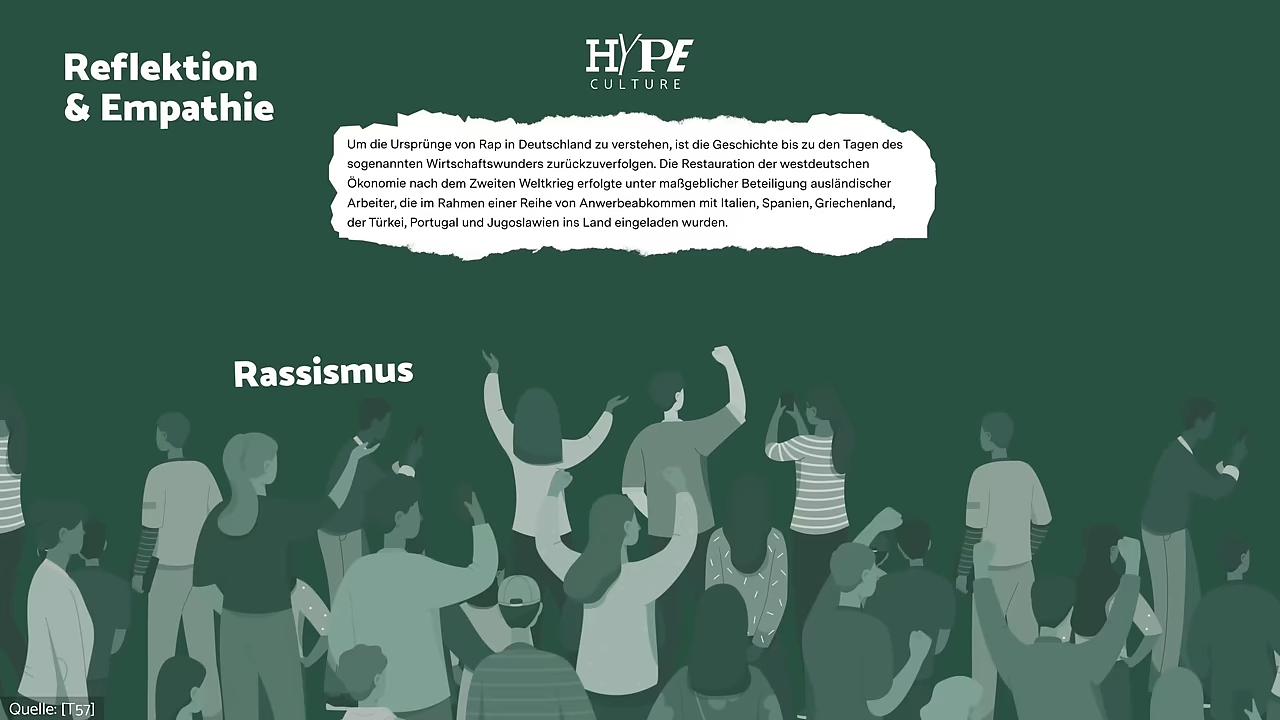 Reflektion
& Empathie
HYPE
CULTURE
Um die Ursprünge von Rap in Deutschland zu verstehen, ist die Geschichte bis zu den Tagen des
sogenannten Wirtschaftswunders zurückzuverfolgen. Die Restauration der westdeutschen
Ökonomie nach dem Zweiten Weltkrieg erfolgte unter maßgeblicher Beteiligung ausländischer
Arbeiter, die im Rahmen einer Reihe von Anwerbeabkommen mit Italien, Spanien, Griechenland,
der Türkei, Portugal und Jugoslawien ins Land eingeladen wurden.
Rassismus
Quelle: [T57]